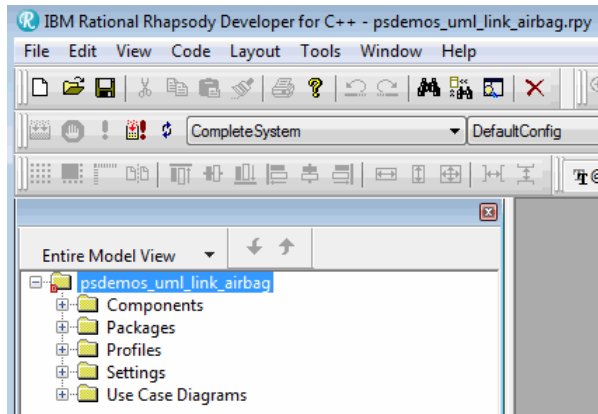 IBM Rational Rhapsody Developer for C++ - psdemos_uml_link_airbag.rpy
File Edit View Code Layout Tools Window Help
CompleteSystem DefaultConfig
Entire Model View
psdemos_uml_link_airbag
Components
Packages
Profiles
Settings
Use Case Diagrams